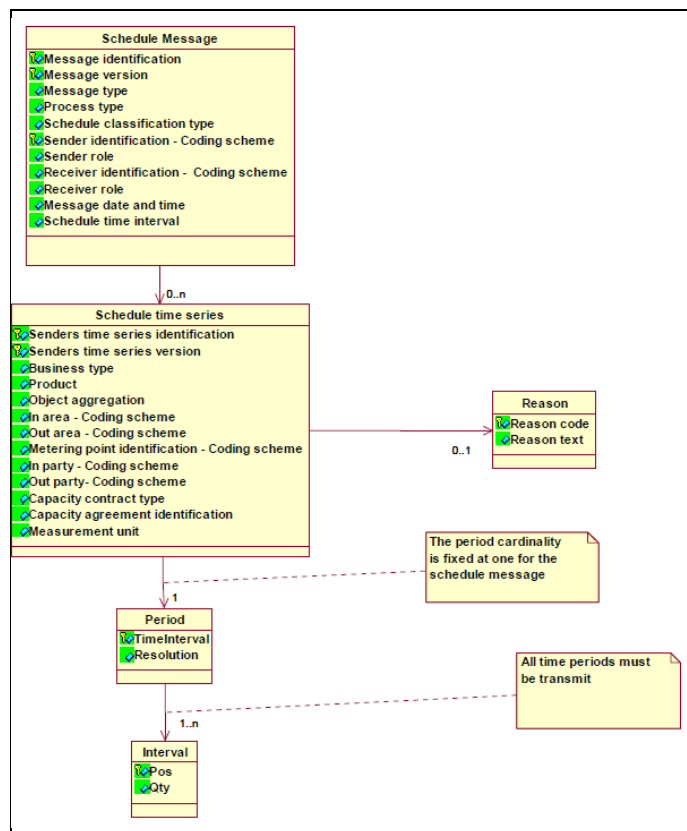 Schedule Message
Message identification
Message version
Message type
Process type
Schedule classification type
Sender identification - Coding scheme
Sender role
Receiver identification - Coding scheme
Receiver role
Message date and time
Schedule time interval
0..n
Schedule time series
Senders time series identification
Senders time series version
Business type
Product
Object aggregation
In area - Coding scheme
Out area - Coding scheme
Metering point identification - Coding scheme
In party - Coding scheme
Out party- Coding scheme
Capacity contract type
Capacity agreement identification
Measurement unit
Reason
Reason code
Reason text
0..1
The period cardinality
is fixed at one for the
schedule message
1
Period
TimeInterval
Resolution
All time periods must
be transmit
1..n
Interval
Pos
Qty